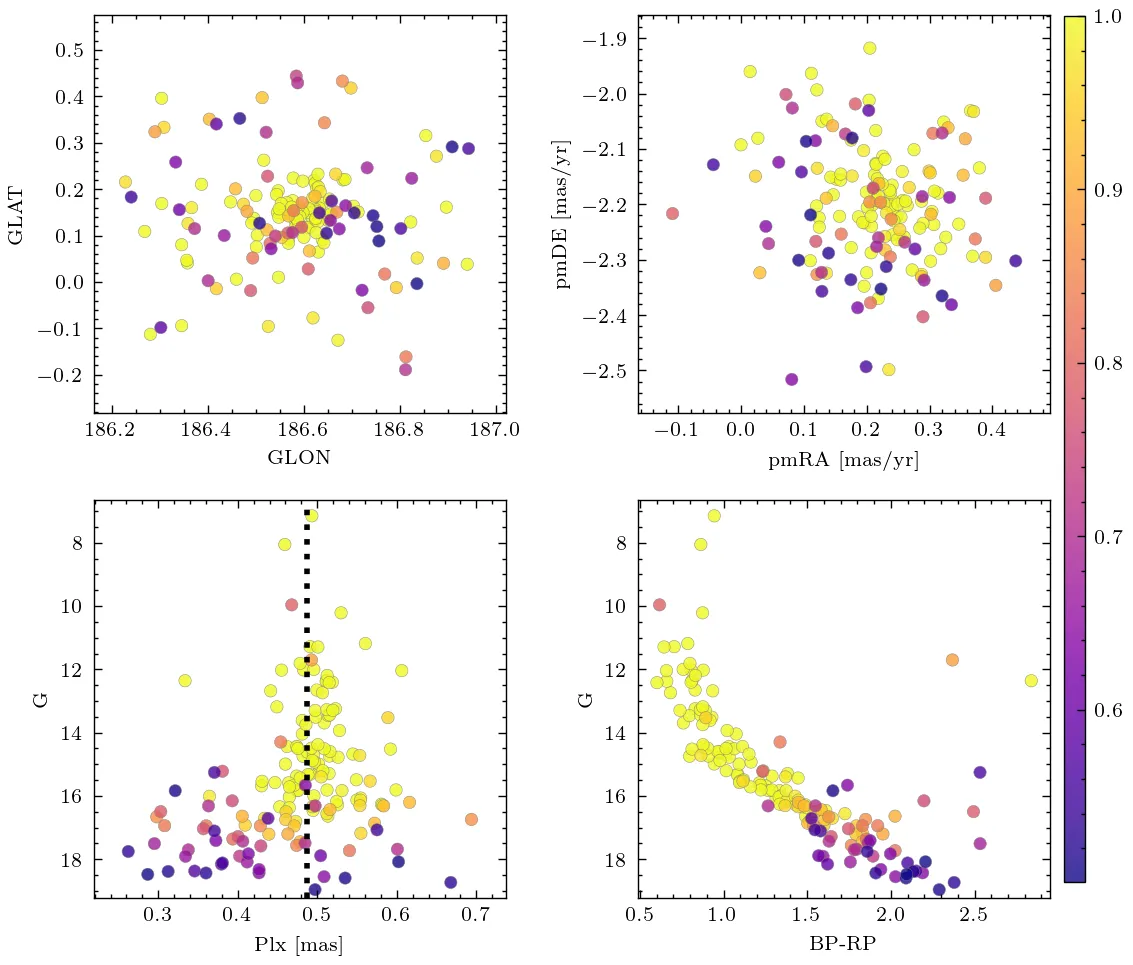 0.5
0.4
0.3
0.2
0.1
0.0
−0.1
−0.2
GLAT
186.2 186.4 186.6 186.8 187.0
GLON
−1.9
−2.0
−2.1
−2.2
−2.3
−2.4
−2.5
pmDE [mas/yr]
−0.1 0.0 0.1 0.2 0.3 0.4
pmRA [mas/yr]
1.0
0.9
0.8
0.7
0.6
8
10
12
14
16
18
G
0.3 0.4 0.5 0.6 0.7
Plx [mas]
8
10
12
14
16
18
G
0.5 1.0 1.5 2.0 2.5
BP-RP